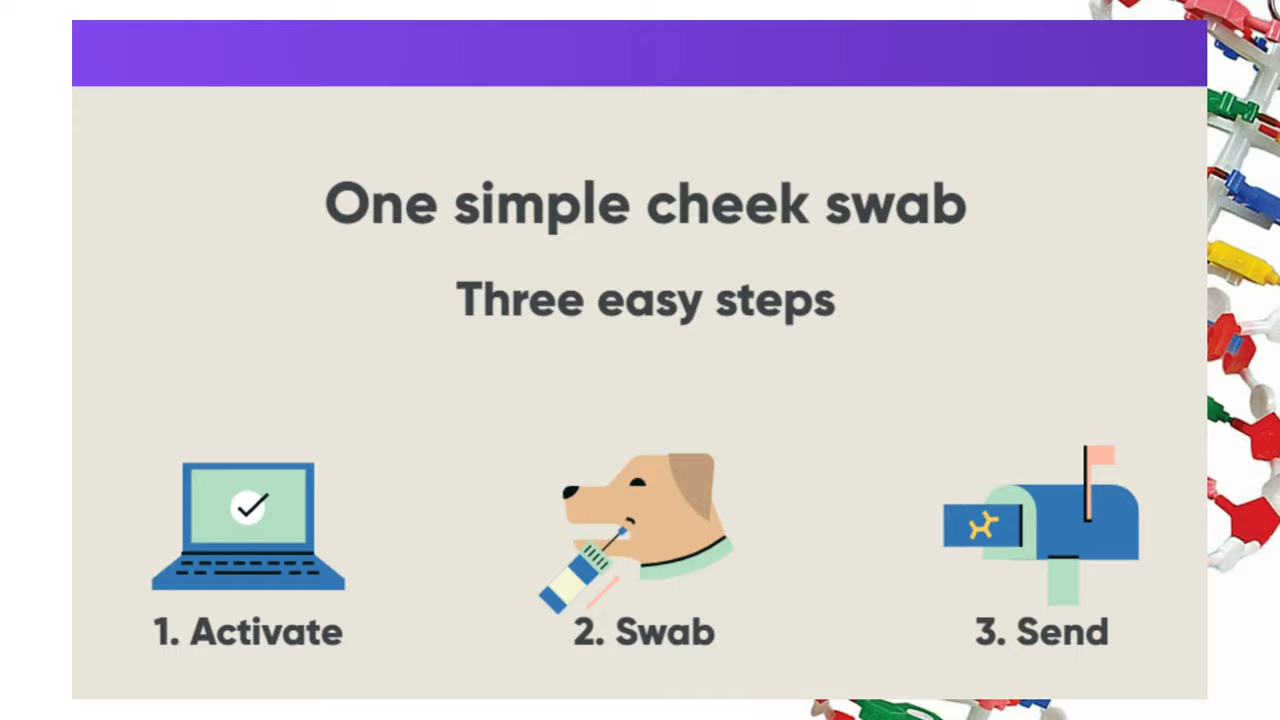 One simple cheek swab
Three easy steps
1. Activate
2. Swab
3. Send